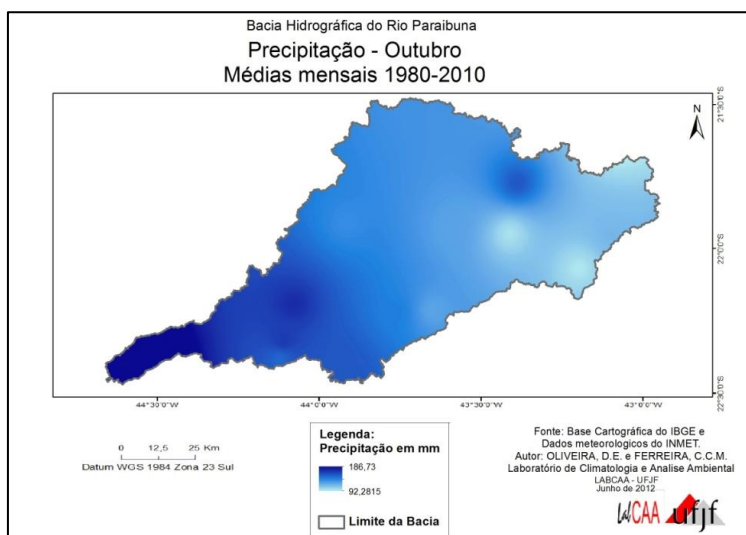 Bacia Hidrográfica do Rio Paraibuna
Precipitação - Outubro
Médias mensais 1980-2010
N
21°30'0"S
22°0'0"S
22°30'0"S
44°30'0"W
44°0'0"W
43°30'0"W
43°0'0"W
0 12,5 25 Km
Datum WGS 1984 Zona 23 Sul
Legenda:
Precipitação em mm
186,73
92,2815
Limite da Bacia
Fonte: Base Cartográfica do IBGE e
Dados meteorologicos do INMET.
Autor: OLIVEIRA, D.E. e FERREIRA, C.C.M.
Laboratório de Climatologia e Analise Ambiental
LABCAA - UFJF
Junho de 2012
LabCAA ufjf